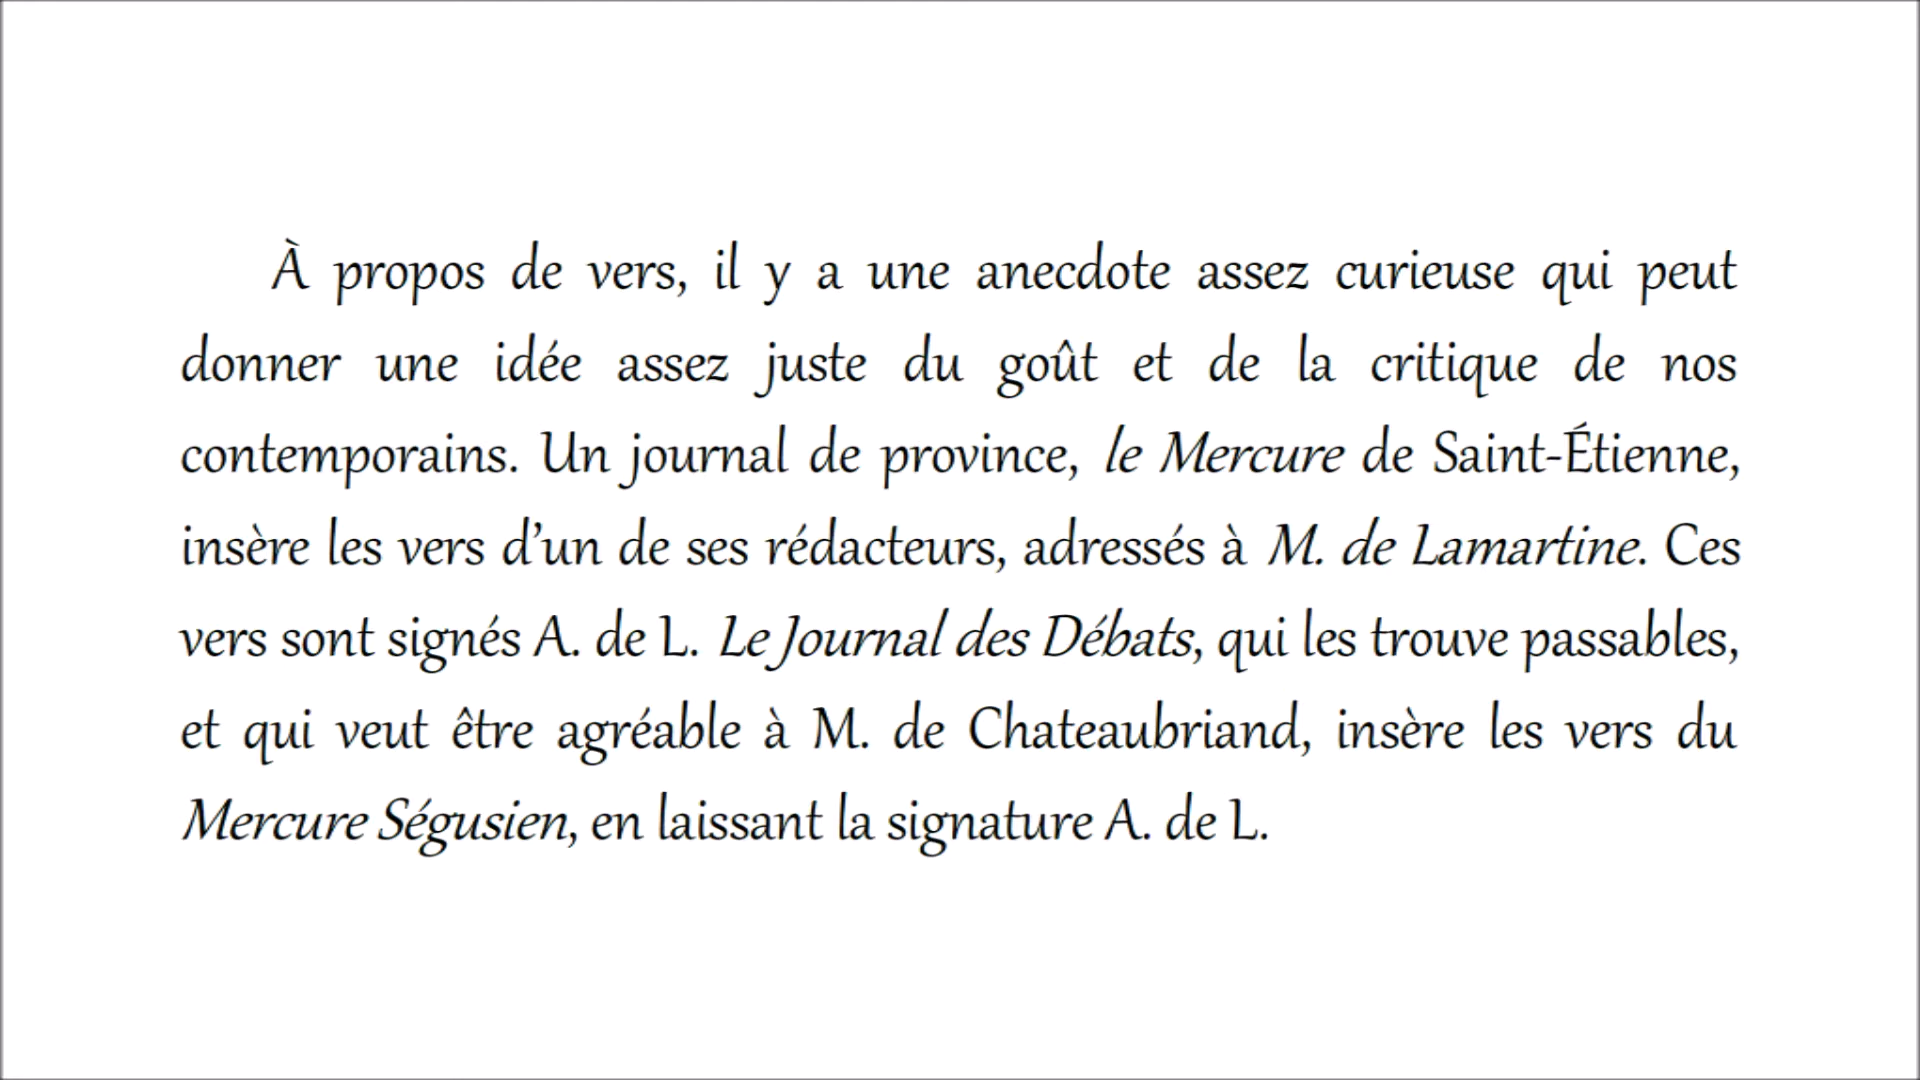 À propos de vers, il y a une anecdote assez curieuse qui peut
donner une idée assez juste du goût et de la critique de nos
contemporains. Un journal de province, le Mercure de Saint-Étienne,
insère les vers d’un de ses rédacteurs, adressés à M. de Lamartine. Ces
vers sont signés A. de L. Le Journal des Débats, qui les trouve passables,
et qui veut être agréable à M. de Chateaubriand, insère les vers du
Mercure Ségusien, en laissant la signature A. de L.